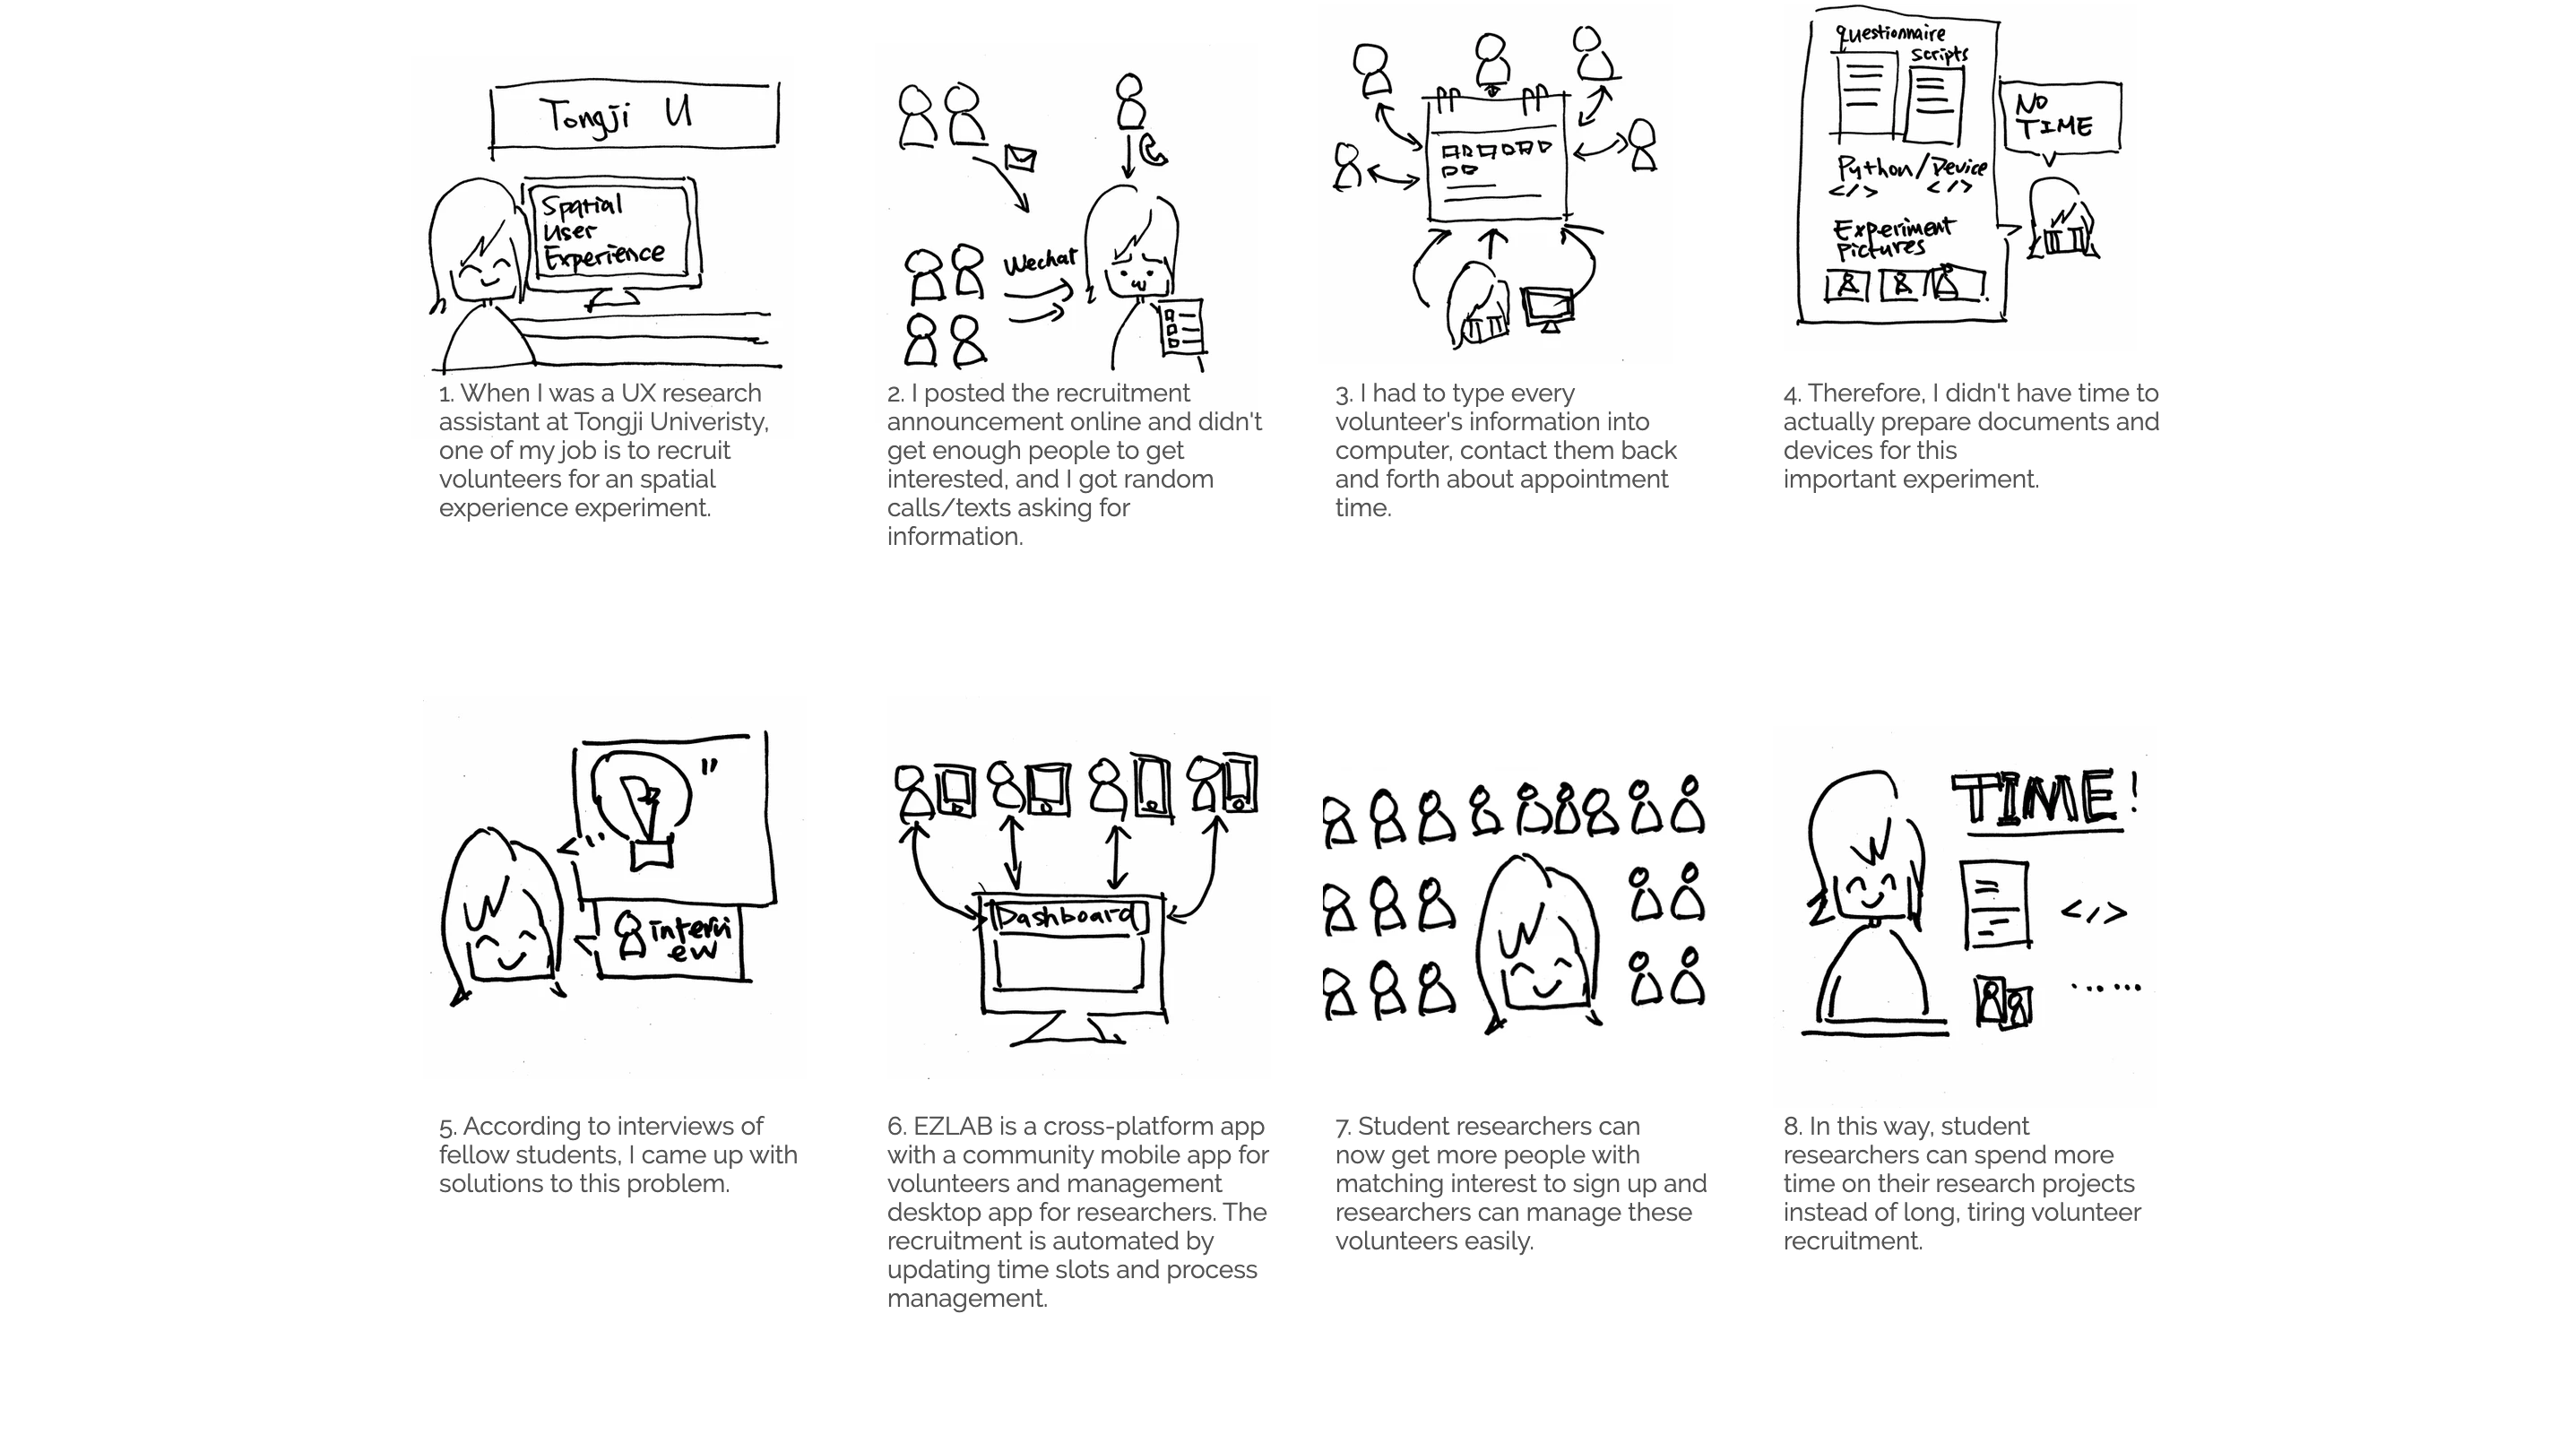 Tongji U
Spatial
User
Experience
1. When I was a UX research
assistant at Tongji Univeristy,
one of my job is to recruit
volunteers for an spatial
experience experiment.
Wechat
2. I posted the recruitment
announcement online and didn't
get enough people to get
interested, and I got random
calls/texts asking for
information.
3. I had to type every
volunteer's information into
computer, contact them back
and forth about appointment
time.
Questionnaire
Scripts
NO
TIME
Python/Device
</> </>
Experiment
Pictures
4. Therefore, I didn't have time to
actually prepare documents and
devices for this
important experiment.
intervi
ew
5. According to interviews of
fellow students, I came up with
solutions to this problem.
Dashboard
6. EZLAB is a cross-platform app
with a community mobile app for
volunteers and management
desktop app for researchers. The
recruitment is automated by
updating time slots and process
management.
7. Student researchers can
now get more people with
matching interest to sign up and
researchers can manage these
volunteers easily.
TIME!
</>
......
8. In this way, student
researchers can spend more
time on their research projects
instead of long, tiring volunteer
recruitment.